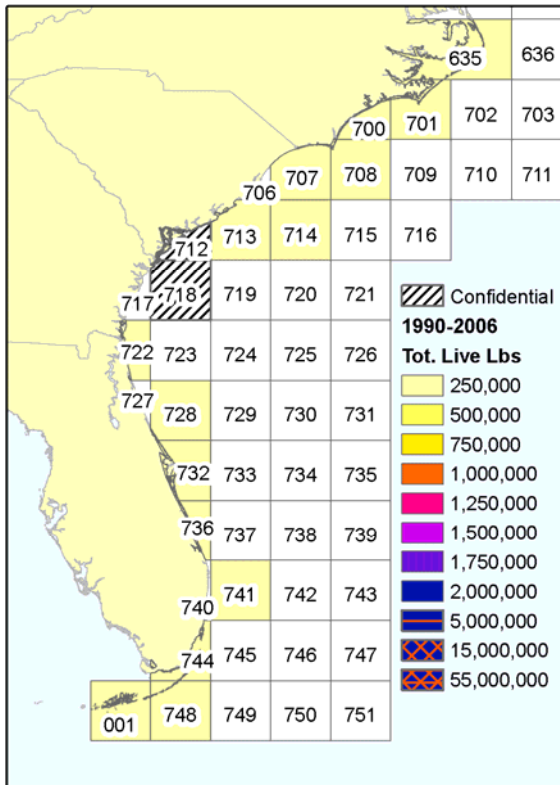 635 636
700 701 702 703
706 707 708 709 710 711
712 713 714 715 716
717 718 719 720 721
722 723 724 725 726
727 728 729 730 731
732 733 734 735
736 737 738 739
740 741 742 743
744 745 746 747
001 748 749 750 751
Confidential
1990-2006
Tot. Live Lbs
250,000
500,000
750,000
1,000,000
1,250,000
1,500,000
1,750,000
2,000,000
5,000,000
15,000,000
55,000,000